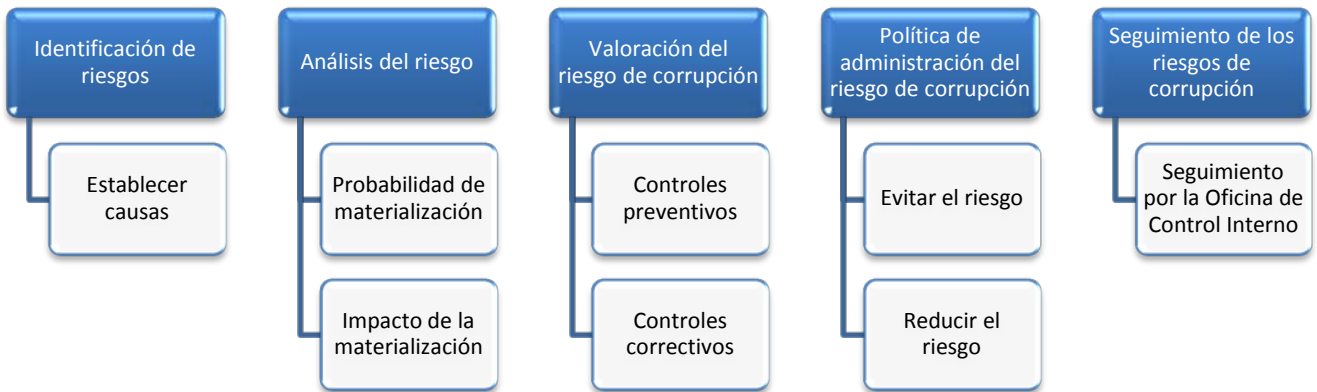 Identificación de
riesgos
Establecer
causas
Análisis del riesgo
Probabilidad de
materialización
Impacto de la
materialización
Valoración del
riesgo de corrupción
Controles
preventivos
Controles
correctivos
Política de
administración del
riesgo de corrupción
Evitar el riesgo
Reducir el
riesgo
Seguimiento de los
riesgos de
corrupción
Seguimiento
por la Oficina de
Control Interno